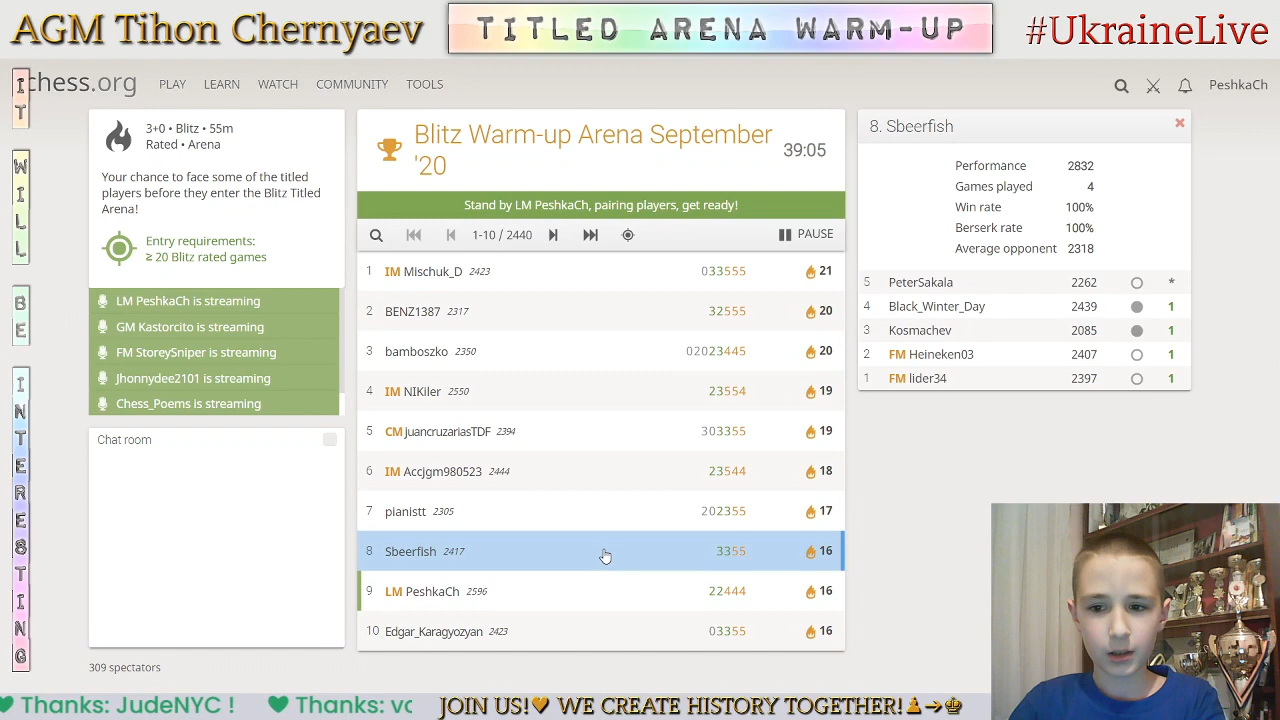 AGM Tihon Chernyaev
TITLED ARENA WARM-UP
#UkraineLive
IT WILL BE INTERESTING
chess.org
PLAY LEARN WATCH COMMUNITY TOOLS
PeshkaCh
3+0 • Blitz • 55m
Rated • Arena
Your chance to face some of the titled
players before they enter the Blitz Titled
Arena!
Entry requirements:
≥ 20 Blitz rated games
LM PeshkaCh is streaming
GM Kastorcito is streaming
FM StoreySniper is streaming
Jhonnydee2101 is streaming
Chess_Poems is streaming
Chat room
309 spectators
Blitz Warm-up Arena September
'20
39:05
Stand by LM PeshkaCh, pairing players, get ready!
1-10 / 2440 PAUSE
1 IM Mischuk_D 2423 033555 21
2 BENZ1387 2317 32555 20
3 bamboszko 2350 02023445 20
4 IM NIKiler 2550 23554 19
5 CM juancruzariasTDF 2394 303355 19
6 IM Accjgm980523 2444 23544 18
7 pianistt 2305 202355 17
8 Sbeerfish 2417 3355 16
9 LM PeshkaCh 2596 22444 16
10 Edgar_Karagyozyan 2423 03355 16
8. Sbeerfish
Performance 2832
Games played 4
Win rate 100%
Berserk rate 100%
Average opponent 2318
5 PeterSakala 2262 *
4 Black_Winter_Day 2439 1
3 Kosmachev 2085 1
2 FM Heineken03 2407 1
1 FM lider34 2397 1
Thanks: JudeNYC ! Thanks: vc
JOIN US! WE CREATE HISTORY TOGETHER!